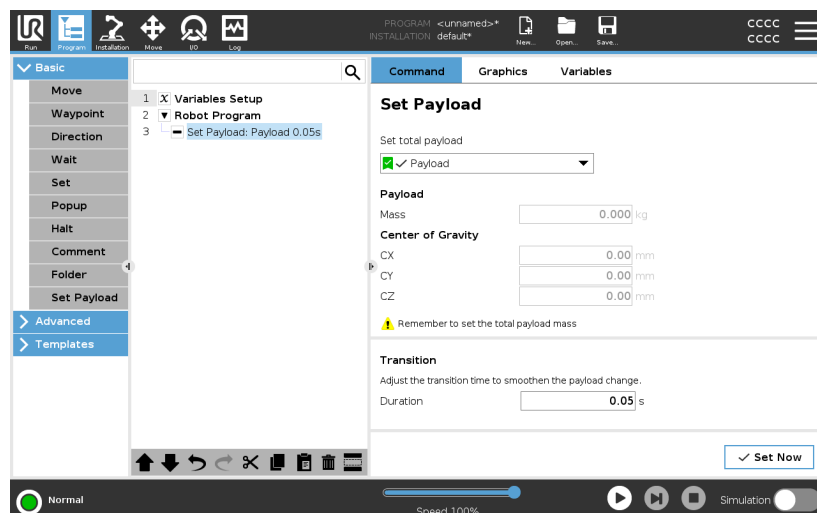 UR
Run
Program
Installation
Move
I/O
Log
PROGRAM <unnamed>*
INSTALLATION default*
New...
Open...
Save...
CCCC
CCCC
Basic
Move
Waypoint
Direction
Wait
Set
Popup
Halt
Comment
Folder
Set Payload
Advanced
Templates
1 X Variables Setup
2 Robot Program
3 Set Payload: Payload 0.05s
Command Graphics Variables
Set Payload
Set total payload
Payload
Payload
Mass 0.000 kg
Center of Gravity
CX 0.00 mm
CY 0.00 mm
CZ 0.00 mm
Remember to set the total payload mass
Transition
Adjust the transition time to smoothen the payload change.
Duration 0.05 s
Set Now
Normal
Speed 100%
Simulation